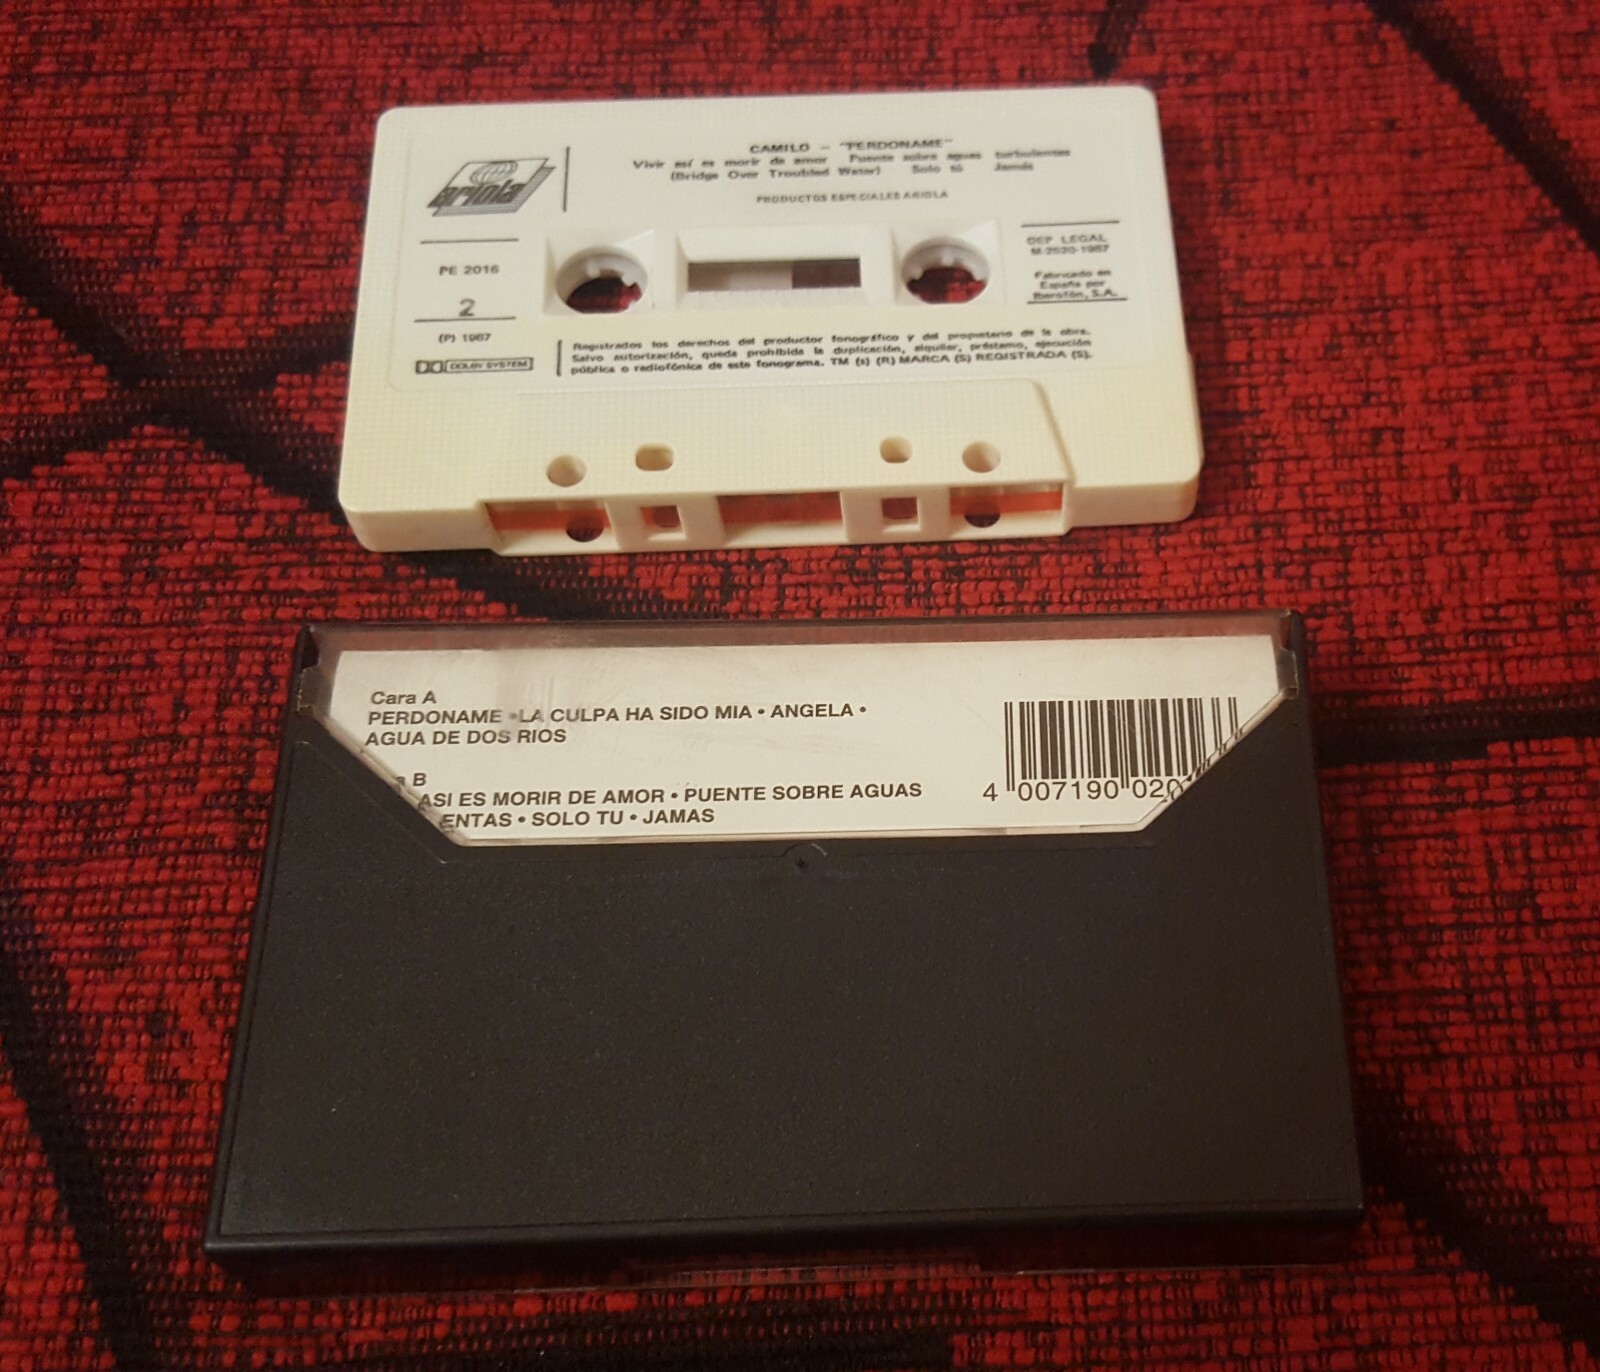 ariola
CAMILO - "PERDONAME"
Vivir así es morir de amor Puente sobre aguas turbulentas
(Bridge Over Troubled Water) Solo tú Jamás
PRODUCTOS ESPECIALES ARIOLA
PE 2016
2
(P) 1987
DOLBY SYSTEM
DEP LEGAL
M-2520-1987
Fabricado en
España por
Iberofón, S.A.
Registrados los derechos del productor fonográfico y del propietario de la obra.
Salvo autorización, queda prohibida la duplicación, alquiler, préstamo, ejecución
pública o radiofónica de este fonograma. TM (s) (R) MARCA (S) REGISTRADA (S).
Cara A
PERDONAME • LA CULPA HA SIDO MIA • ANGELA •
AGUA DE DOS RIOS
a B
ASI ES MORIR DE AMOR • PUENTE SOBRE AGUAS
ENTAS • SOLO TU • JAMAS
4 007190 020